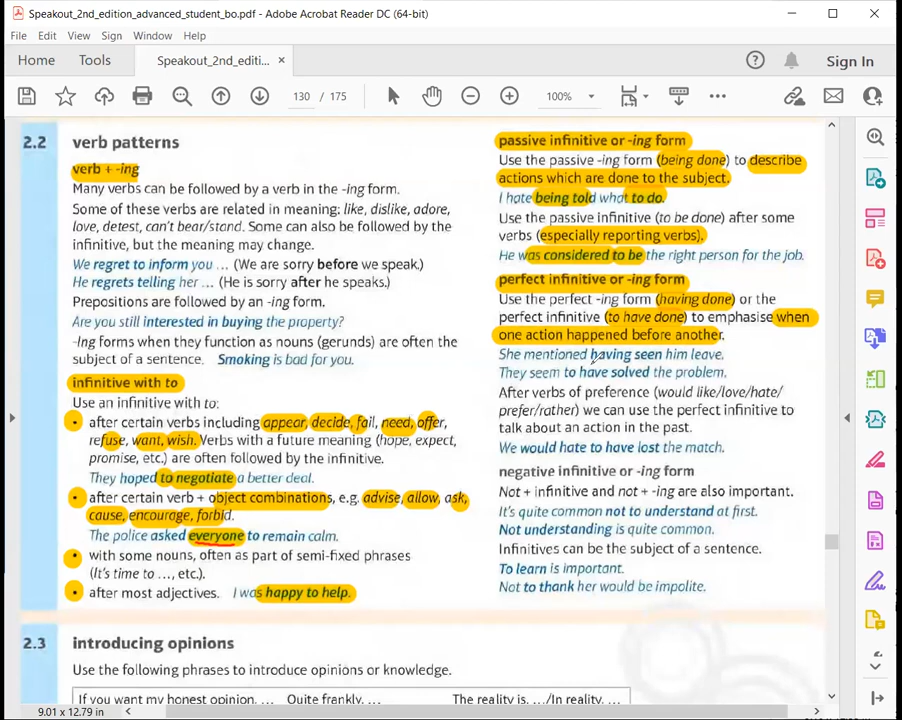 Speakout_2nd_edition_advanced_student_bo.pdf - Adobe Acrobat Reader DC (64-bit)
File Edit View Sign Window Help
Home Tools Speakout_2nd_editi... × Sign In
130 / 175 100%
2.2 verb patterns
verb + -ing
Many verbs can be followed by a verb in the -ing form.
Some of these verbs are related in meaning: like, dislike, adore,
love, detest, can't bear/stand. Some can also be followed by the
infinitive, but the meaning may change.
We regret to inform you ... (We are sorry before we speak.)
He regrets telling her ... (He is sorry after he speaks.)
Prepositions are followed by an -ing form.
Are you still interested in buying the property?
-ing forms when they function as nouns (gerunds) are often the
subject of a sentence. Smoking is bad for you.
infinitive with to
Use an infinitive with to:
• after certain verbs including appear, decide, fail, need, offer,
refuse, want, wish. Verbs with a future meaning (hope, expect,
promise, etc.) are often followed by the infinitive.
They hoped to negotiate a better deal.
• after certain verb + object combinations, e.g. advise, allow, ask,
cause, encourage, forbid.
The police asked everyone to remain calm.
• with some nouns, often as part of semi-fixed phrases
(It's time to ..., etc.).
• after most adjectives. I was happy to help.
passive infinitive or -ing form
Use the passive -ing form (being done) to describe
actions which are done to the subject.
I hate being told what to do.
Use the passive infinitive (to be done) after some
verbs (especially reporting verbs).
He was considered to be the right person for the job.
perfect infinitive or -ing form
Use the perfect -ing form (having done) or the
perfect infinitive (to have done) to emphasise when
one action happened before another.
She mentioned having seen him leave.
They seem to have solved the problem.
After verbs of preference (would like/love/hate/
prefer/rather) we can use the perfect infinitive to
talk about an action in the past.
We would hate to have lost the match.
negative infinitive or -ing form
Not + infinitive and not + -ing are also important.
It's quite common not to understand at first.
Not understanding is quite common.
Infinitives can be the subject of a sentence.
To learn is important.
Not to thank her would be impolite.
2.3 introducing opinions
Use the following phrases to introduce opinions or knowledge.
If you want my honest opinion, ... Quite frankly, ... The reality is, .../In reality, ...
9.01 x 12.79 in